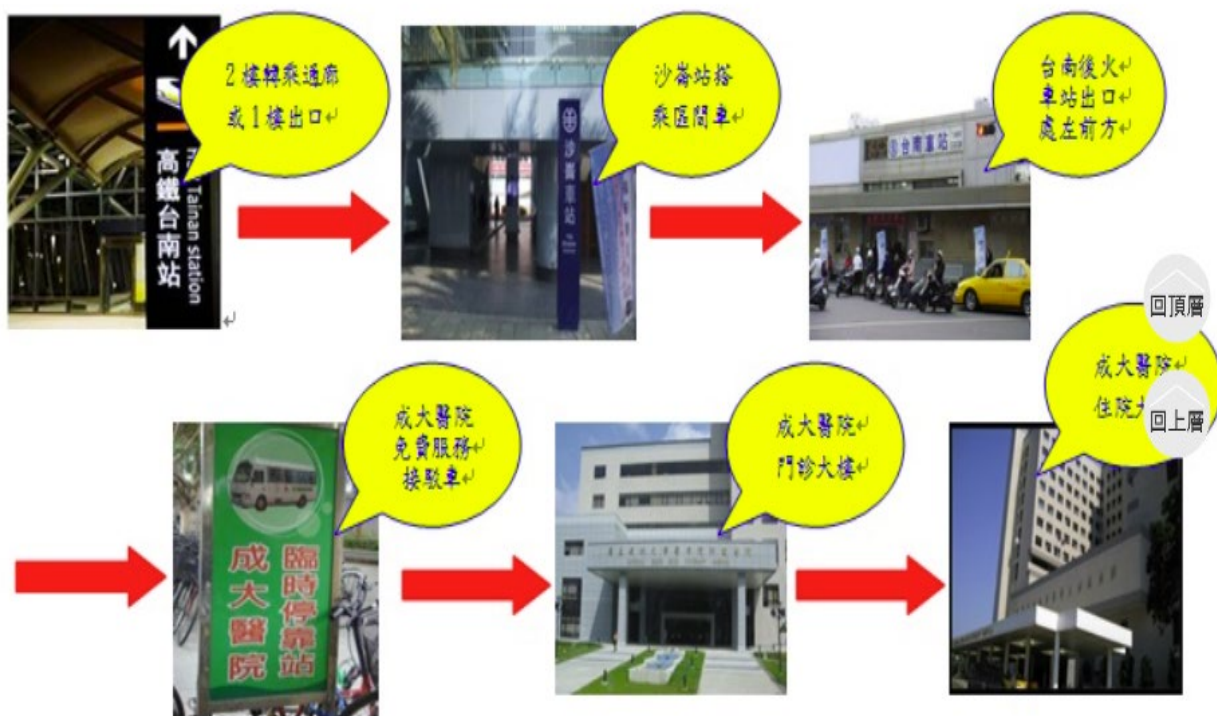 2樓轉乘通廊
或1樓出口
高鐵台南站
Tainan station
沙崙站搭
乘區間車
沙崙車站
台南後火
車站出口
處左前方
台南車站
回頂層
成大醫院
免費服務
接駁車
臨時停靠站
成大醫院
成大醫院
門診大樓
成大醫院
住院大
回上層